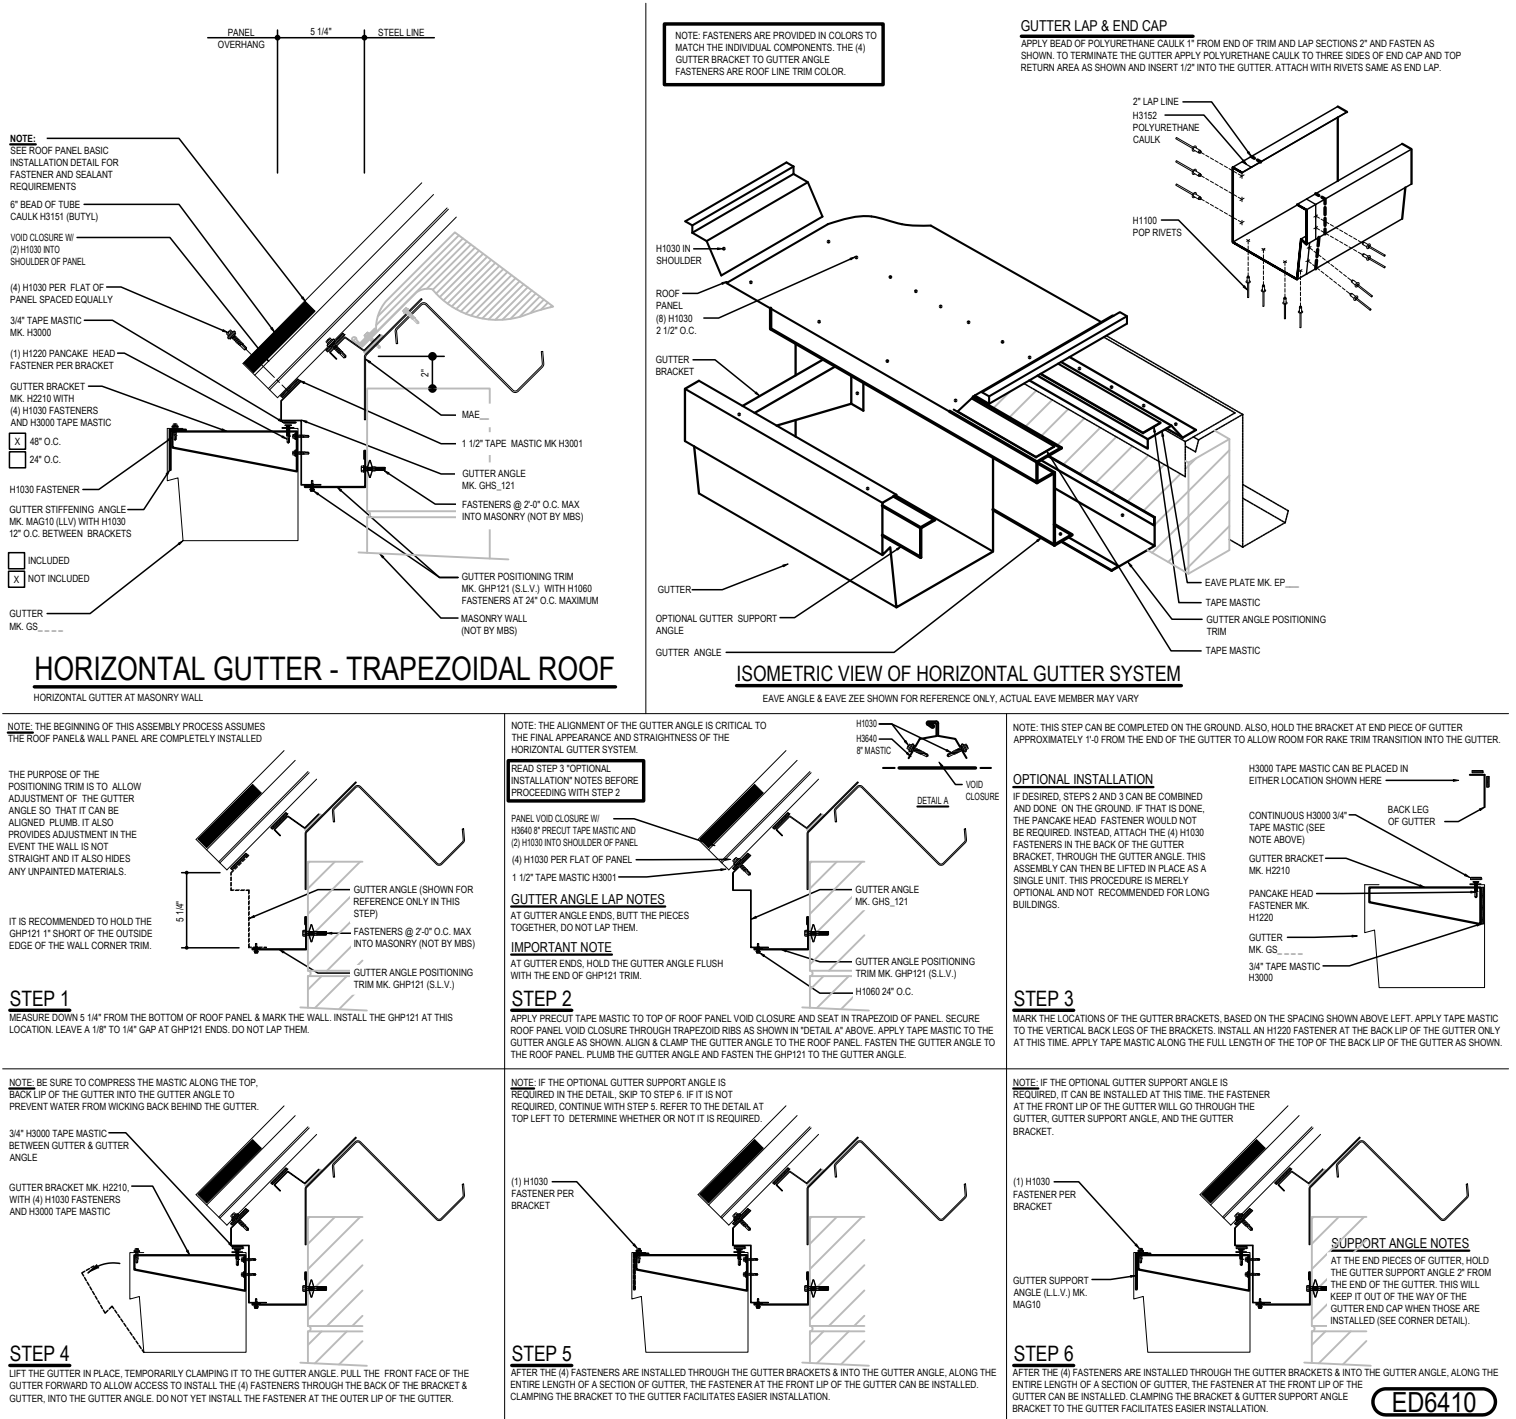 PANEL
OVERHANG
5 1/4"
STEEL LINE
NOTE:
SEE ROOF PANEL BASIC
INSTALLATION DETAIL FOR
FASTENER AND SEALANT
REQUIREMENTS
6" BEAD OF TUBE
CAULK H3151 (BUTYL)
VOID CLOSURE W/
(2) H1030 INTO
SHOULDER OF PANEL
(4) H1030 PER FLAT OF
PANEL SPACED EQUALLY
3/4" TAPE MASTIC
MK. H3000
(1) H1220 PANCAKE HEAD
FASTENER PER BRACKET
GUTTER BRACKET
MK. H2210 WITH
(4) H1030 FASTENERS
AND H3000 TAPE MASTIC
X 48" O.C.
24" O.C.
H1030 FASTENER
GUTTER STIFFENING ANGLE
MK. MAG10 (LLV) WITH H1030
12" O.C. BETWEEN BRACKETS
INCLUDED
X NOT INCLUDED
GUTTER
MK. GS_ _ _ _
2"
MAE__
1 1/2" TAPE MASTIC MK H3001
GUTTER ANGLE
MK. GHS_121
FASTENERS @ 2'-0" O.C. MAX
INTO MASONRY (NOT BY MBS)
GUTTER POSITIONING TRIM
MK. GHP121 (S.L.V.) WITH H1060
FASTENERS AT 24" O.C. MAXIMUM
MASONRY WALL
(NOT BY MBS)
HORIZONTAL GUTTER - TRAPEZOIDAL ROOF
HORIZONTAL GUTTER AT MASONRY WALL
NOTE: FASTENERS ARE PROVIDED IN COLORS TO
MATCH THE INDIVIDUAL COMPONENTS. THE (4)
GUTTER BRACKET TO GUTTER ANGLE
FASTENERS ARE ROOF LINE TRIM COLOR.
GUTTER LAP & END CAP
APPLY BEAD OF POLYURETHANE CAULK 1" FROM END OF TRIM AND LAP SECTIONS 2" AND FASTEN AS
SHOWN. TO TERMINATE THE GUTTER APPLY POLYURETHANE CAULK TO THREE SIDES OF END CAP AND TOP
RETURN AREA AS SHOWN AND INSERT 1/2" INTO THE GUTTER. ATTACH WITH RIVETS SAME AS END LAP.
2" LAP LINE
H3152
POLYURETHANE
CAULK
H1100
POP RIVETS
H1030 IN
SHOULDER
ROOF
PANEL
(8) H1030
2 1/2" O.C.
GUTTER
BRACKET
GUTTER
OPTIONAL GUTTER SUPPORT
ANGLE
GUTTER ANGLE
EAVE PLATE MK. EP___
TAPE MASTIC
GUTTER ANGLE POSITIONING
TRIM
TAPE MASTIC
ISOMETRIC VIEW OF HORIZONTAL GUTTER SYSTEM
EAVE ANGLE & EAVE ZEE SHOWN FOR REFERENCE ONLY, ACTUAL EAVE MEMBER MAY VARY
NOTE: THE BEGINNING OF THIS ASSEMBLY PROCESS ASSUMES
THE ROOF PANEL& WALL PANEL ARE COMPLETELY INSTALLED
THE PURPOSE OF THE
POSITIONING TRIM IS TO ALLOW
ADJUSTMENT OF THE GUTTER
ANGLE SO THAT IT CAN BE
ALIGNED PLUMB. IT ALSO
PROVIDES ADJUSTMENT IN THE
EVENT THE WALL IS NOT
STRAIGHT AND IT ALSO HIDES
ANY UNPAINTED MATERIALS.
IT IS RECOMMENDED TO HOLD THE
GHP121 1" SHORT OF THE OUTSIDE
EDGE OF THE WALL CORNER TRIM.
5 1/4"
GUTTER ANGLE (SHOWN FOR
REFERENCE ONLY IN THIS
STEP)
FASTENERS @ 2'-0" O.C. MAX
INTO MASONRY (NOT BY MBS)
GUTTER ANGLE POSITIONING
TRIM MK. GHP121 (S.L.V.)
STEP 1
MEASURE DOWN 5 1/4" FROM THE BOTTOM OF ROOF PANEL & MARK THE WALL. INSTALL THE GHP121 AT THIS
LOCATION. LEAVE A 1/8" TO 1/4" GAP AT GHP121 ENDS. DO NOT LAP THEM.
NOTE: THE ALIGNMENT OF THE GUTTER ANGLE IS CRITICAL TO
THE FINAL APPEARANCE AND STRAIGHTNESS OF THE
HORIZONTAL GUTTER SYSTEM.
READ STEP 3 "OPTIONAL
INSTALLATION" NOTES BEFORE
PROCEEDING WITH STEP 2
PANEL VOID CLOSURE W/
H3640 8" PRECUT TAPE MASTIC AND
(2) H1030 INTO SHOULDER OF PANEL
(4) H1030 PER FLAT OF PANEL
1 1/2" TAPE MASTIC H3001
GUTTER ANGLE LAP NOTES
AT GUTTER ANGLE ENDS, BUTT THE PIECES
TOGETHER, DO NOT LAP THEM.
IMPORTANT NOTE
AT GUTTER ENDS, HOLD THE GUTTER ANGLE FLUSH
WITH THE END OF GHP121 TRIM.
H1030
H3640
8" MASTIC
VOID
CLOSURE
DETAIL A
GUTTER ANGLE
MK. GHS_121
GUTTER ANGLE POSITIONING
TRIM MK. GHP121 (S.L.V.)
H1060 24" O.C.
STEP 2
APPLY PRECUT TAPE MASTIC TO TOP OF ROOF PANEL VOID CLOSURE AND SEAT IN TRAPEZOID OF PANEL. SECURE
ROOF PANEL VOID CLOSURE THROUGH TRAPEZOID RIBS AS SHOWN IN "DETAIL A" ABOVE. APPLY TAPE MASTIC TO THE
GUTTER ANGLE AS SHOWN. ALIGN & CLAMP THE GUTTER ANGLE TO THE ROOF PANEL. FASTEN THE GUTTER ANGLE TO
THE ROOF PANEL. PLUMB THE GUTTER ANGLE AND FASTEN THE GHP121 TO THE GUTTER ANGLE.
NOTE: THIS STEP CAN BE COMPLETED ON THE GROUND. ALSO, HOLD THE BRACKET AT END PIECE OF GUTTER
APPROXIMATELY 1'-0 FROM THE END OF THE GUTTER TO ALLOW ROOM FOR RAKE TRIM TRANSITION INTO THE GUTTER.
OPTIONAL INSTALLATION
IF DESIRED, STEPS 2 AND 3 CAN BE COMBINED
AND DONE ON THE GROUND. IF THAT IS DONE,
THE PANCAKE HEAD FASTENER WOULD NOT
BE REQUIRED. INSTEAD, ATTACH THE (4) H1030
FASTENERS IN THE BACK OF THE GUTTER
BRACKET, THROUGH THE GUTTER ANGLE. THIS
ASSEMBLY CAN THEN BE LIFTED IN PLACE AS A
SINGLE UNIT. THIS PROCEDURE IS MERELY
OPTIONAL AND NOT RECOMMENDED FOR LONG
BUILDINGS.
H3000 TAPE MASTIC CAN BE PLACED IN
EITHER LOCATION SHOWN HERE
BACK LEG
OF GUTTER
CONTINUOUS H3000 3/4"
TAPE MASTIC (SEE
NOTE ABOVE)
GUTTER BRACKET
MK. H2210
PANCAKE HEAD
FASTENER MK.
H1220
GUTTER
MK. GS_ _ _ _
3/4" TAPE MASTIC
H3000
STEP 3
MARK THE LOCATIONS OF THE GUTTER BRACKETS, BASED ON THE SPACING SHOWN ABOVE LEFT. APPLY TAPE MASTIC
TO THE VERTICAL BACK LEGS OF THE BRACKETS. INSTALL AN H1220 FASTENER AT THE BACK LIP OF THE GUTTER ONLY
AT THIS TIME. APPLY TAPE MASTIC ALONG THE FULL LENGTH OF THE TOP OF THE BACK LIP OF THE GUTTER AS SHOWN.
NOTE: BE SURE TO COMPRESS THE MASTIC ALONG THE TOP,
BACK LIP OF THE GUTTER INTO THE GUTTER ANGLE TO
PREVENT WATER FROM WICKING BACK BEHIND THE GUTTER.
3/4" H3000 TAPE MASTIC
BETWEEN GUTTER & GUTTER
ANGLE
GUTTER BRACKET MK. H2210,
WITH (4) H1030 FASTENERS
AND H3000 TAPE MASTIC
STEP 4
LIFT THE GUTTER IN PLACE, TEMPORARILY CLAMPING IT TO THE GUTTER ANGLE. PULL THE FRONT FACE OF THE
GUTTER FORWARD TO ALLOW ACCESS TO INSTALL THE (4) FASTENERS THROUGH THE BACK OF THE BRACKET &
GUTTER, INTO THE GUTTER ANGLE. DO NOT YET INSTALL THE FASTENER AT THE OUTER LIP OF THE GUTTER.
NOTE: IF THE OPTIONAL GUTTER SUPPORT ANGLE IS
REQUIRED IN THE DETAIL, SKIP TO STEP 6. IF IT IS NOT
REQUIRED, CONTINUE WITH STEP 5. REFER TO THE DETAIL AT
TOP LEFT TO DETERMINE WHETHER OR NOT IT IS REQUIRED.
(1) H1030
FASTENER PER
BRACKET
STEP 5
AFTER THE (4) FASTENERS ARE INSTALLED THROUGH THE GUTTER BRACKETS & INTO THE GUTTER ANGLE, ALONG THE
ENTIRE LENGTH OF A SECTION OF GUTTER, THE FASTENER AT THE FRONT LIP OF THE GUTTER CAN BE INSTALLED.
CLAMPING THE BRACKET TO THE GUTTER FACILITATES EASIER INSTALLATION.
NOTE: IF THE OPTIONAL GUTTER SUPPORT ANGLE IS
REQUIRED, IT CAN BE INSTALLED AT THIS TIME. THE FASTENER
AT THE FRONT LIP OF THE GUTTER WILL GO THROUGH THE
GUTTER, GUTTER SUPPORT ANGLE, AND THE GUTTER
BRACKET.
(1) H1030
FASTENER PER
BRACKET
GUTTER SUPPORT
ANGLE (L.L.V.) MK.
MAG10
SUPPORT ANGLE NOTES
AT THE END PIECES OF GUTTER, HOLD
THE GUTTER SUPPORT ANGLE 2" FROM
THE END OF THE GUTTER. THIS WILL
KEEP IT OUT OF THE WAY OF THE
GUTTER END CAP WHEN THOSE ARE
INSTALLED (SEE CORNER DETAIL).
STEP 6
AFTER THE (4) FASTENERS ARE INSTALLED THROUGH THE GUTTER BRACKETS & INTO THE GUTTER ANGLE, ALONG THE
ENTIRE LENGTH OF A SECTION OF GUTTER, THE FASTENER AT THE FRONT LIP OF THE
GUTTER CAN BE INSTALLED. CLAMPING THE BRACKET & GUTTER SUPPORT ANGLE
BRACKET TO THE GUTTER FACILITATES EASIER INSTALLATION.
ED6410